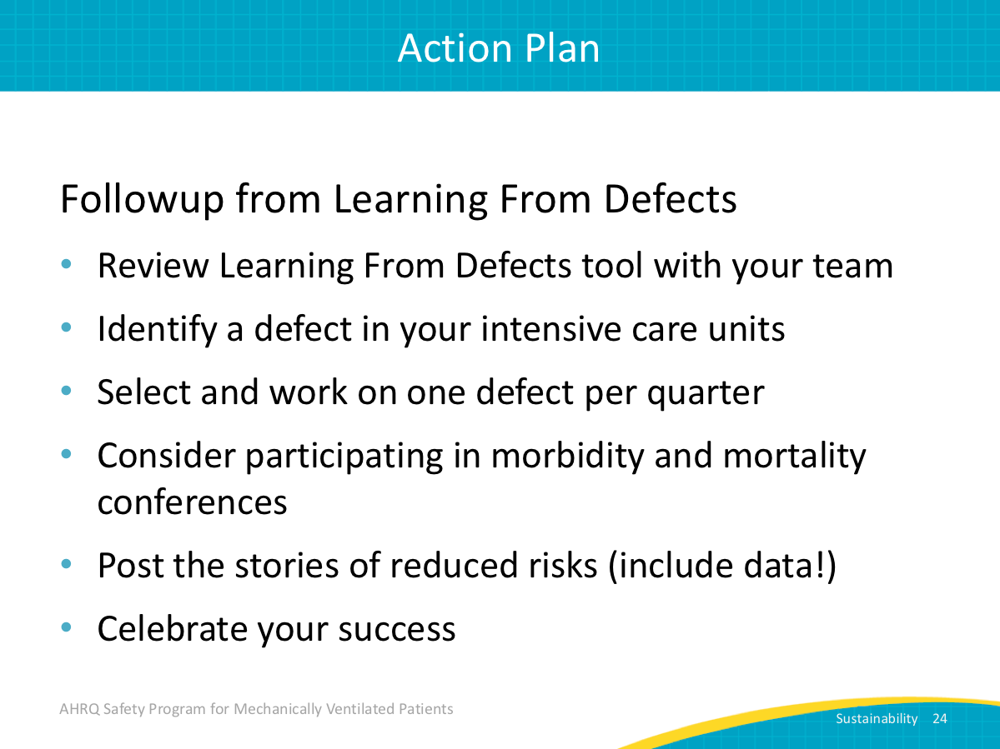 Action Plan
Followup from Learning From Defects
• Review Learning From Defects tool with your team
• Identify a defect in your intensive care units
• Select and work on one defect per quarter
• Consider participating in morbidity and mortality
conferences
• Post the stories of reduced risks (include data!)
• Celebrate your success
AHRQ Safety Program for Mechanically Ventilated Patients
Sustainability 24